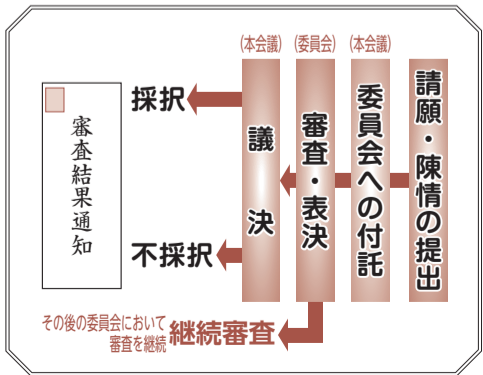 請願・陳情の提出
(本会議)
委員会への付託
(委員会)
審査・表決
(本会議)
議決
採択
不採択
継続審査
その後の委員会において
審査を継続
審査結果通知